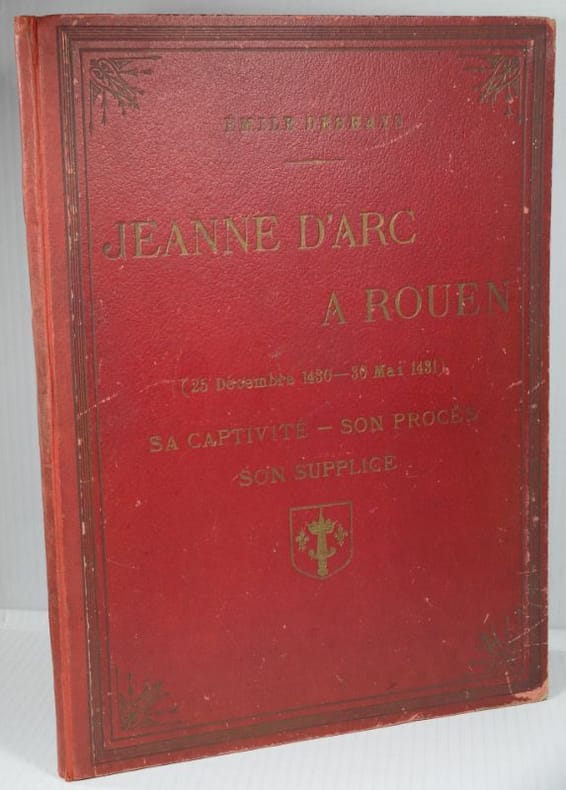 ÉMILE DESHAYS
JEANNE D'ARC
A ROUEN
(25 Décembre 1430—30 Mai 1431)
SA CAPTIVITÉ — SON PROCÈS
SON SUPPLICE